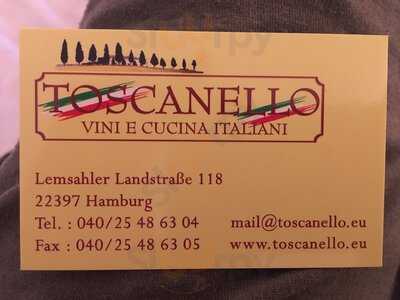 TOSCANELLO
VINI E CUCINA ITALIANI
Lemsahler Landstraße 118
22397 Hamburg
Tel. : 040/25 48 63 04 mail@toscanello.eu
Fax : 040/25 48 63 05 www.toscanello.eu